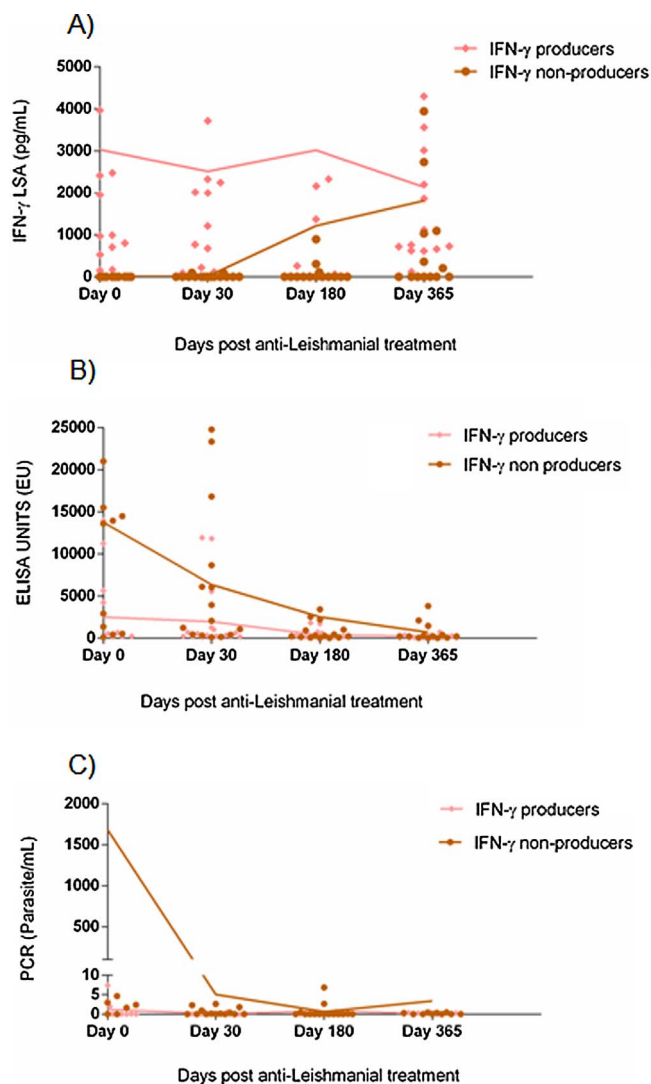 A)
IFN-γ producers
IFN-γ non-producers
5000
4000
3000
2000
1000
0
IFN-γ LSA (pg/mL)
Day 0 Day 30 Day 180 Day 365
Days post anti-Leishmanial treatment
B)
IFN-γ producers
IFN-γ non producers
25000
20000
15000
10000
5000
0
ELISA UNITS (EU)
Day 0 Day 30 Day 180 Day 365
Days post anti-Leishmanial treatment
C)
IFN-γ producers
IFN-γ non-producers
2000
1500
1000
500
10
5
0
PCR (Parasite/mL)
Day 0 Day 30 Day 180 Day 365
Days post anti-Leishmanial treatment